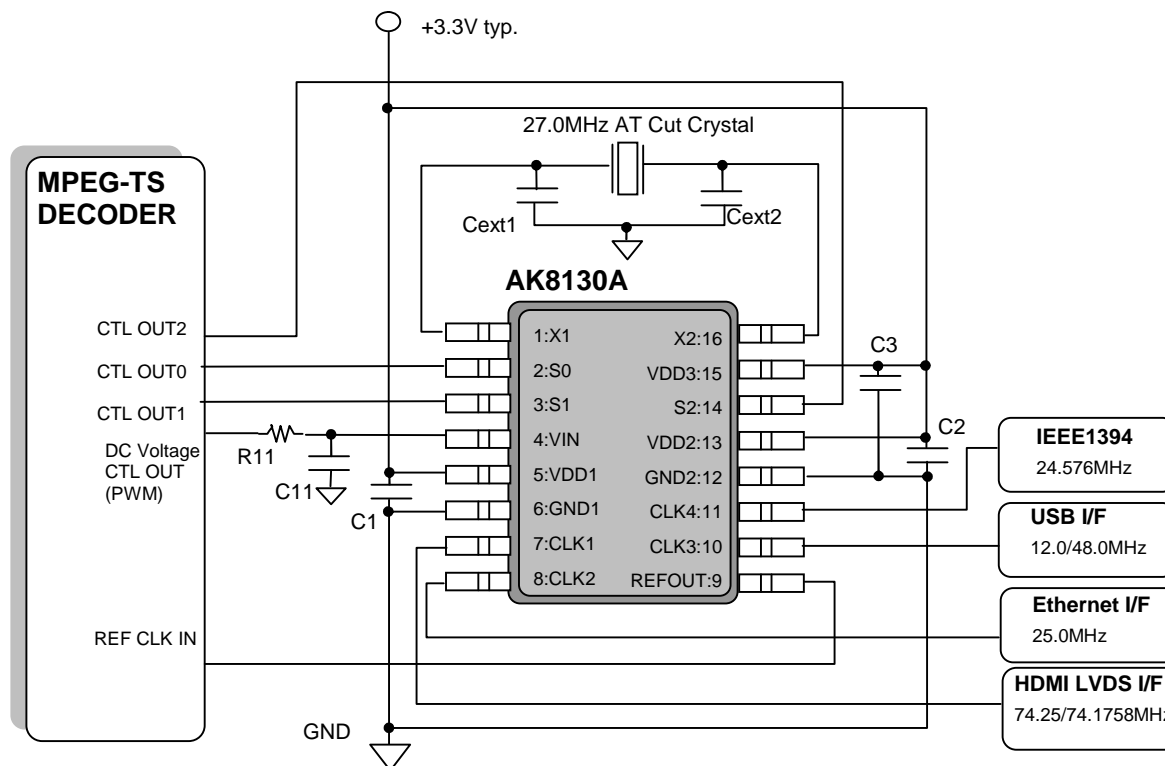 +3.3V typ.
27.0MHz AT Cut Crystal
MPEG-TS
DECODER
Cext1
Cext2
AK8130A
CTL OUT2
CTL OUT0
CTL OUT1
DC Voltage
CTL OUT
(PWM)
REF CLK IN
R11
C11
C1
1:X1
2:S0
3:S1
4:VIN
5:VDD1
6:GND1
7:CLK1
8:CLK2
X2:16
VDD3:15
S2:14
VDD2:13
GND2:12
CLK4:11
CLK3:10
REFOUT:9
C3
C2
IEEE1394
24.576MHz
USB I/F
12.0/48.0MHz
Ethernet I/F
25.0MHz
HDMI LVDS I/F
74.25/74.1758MHz
GND